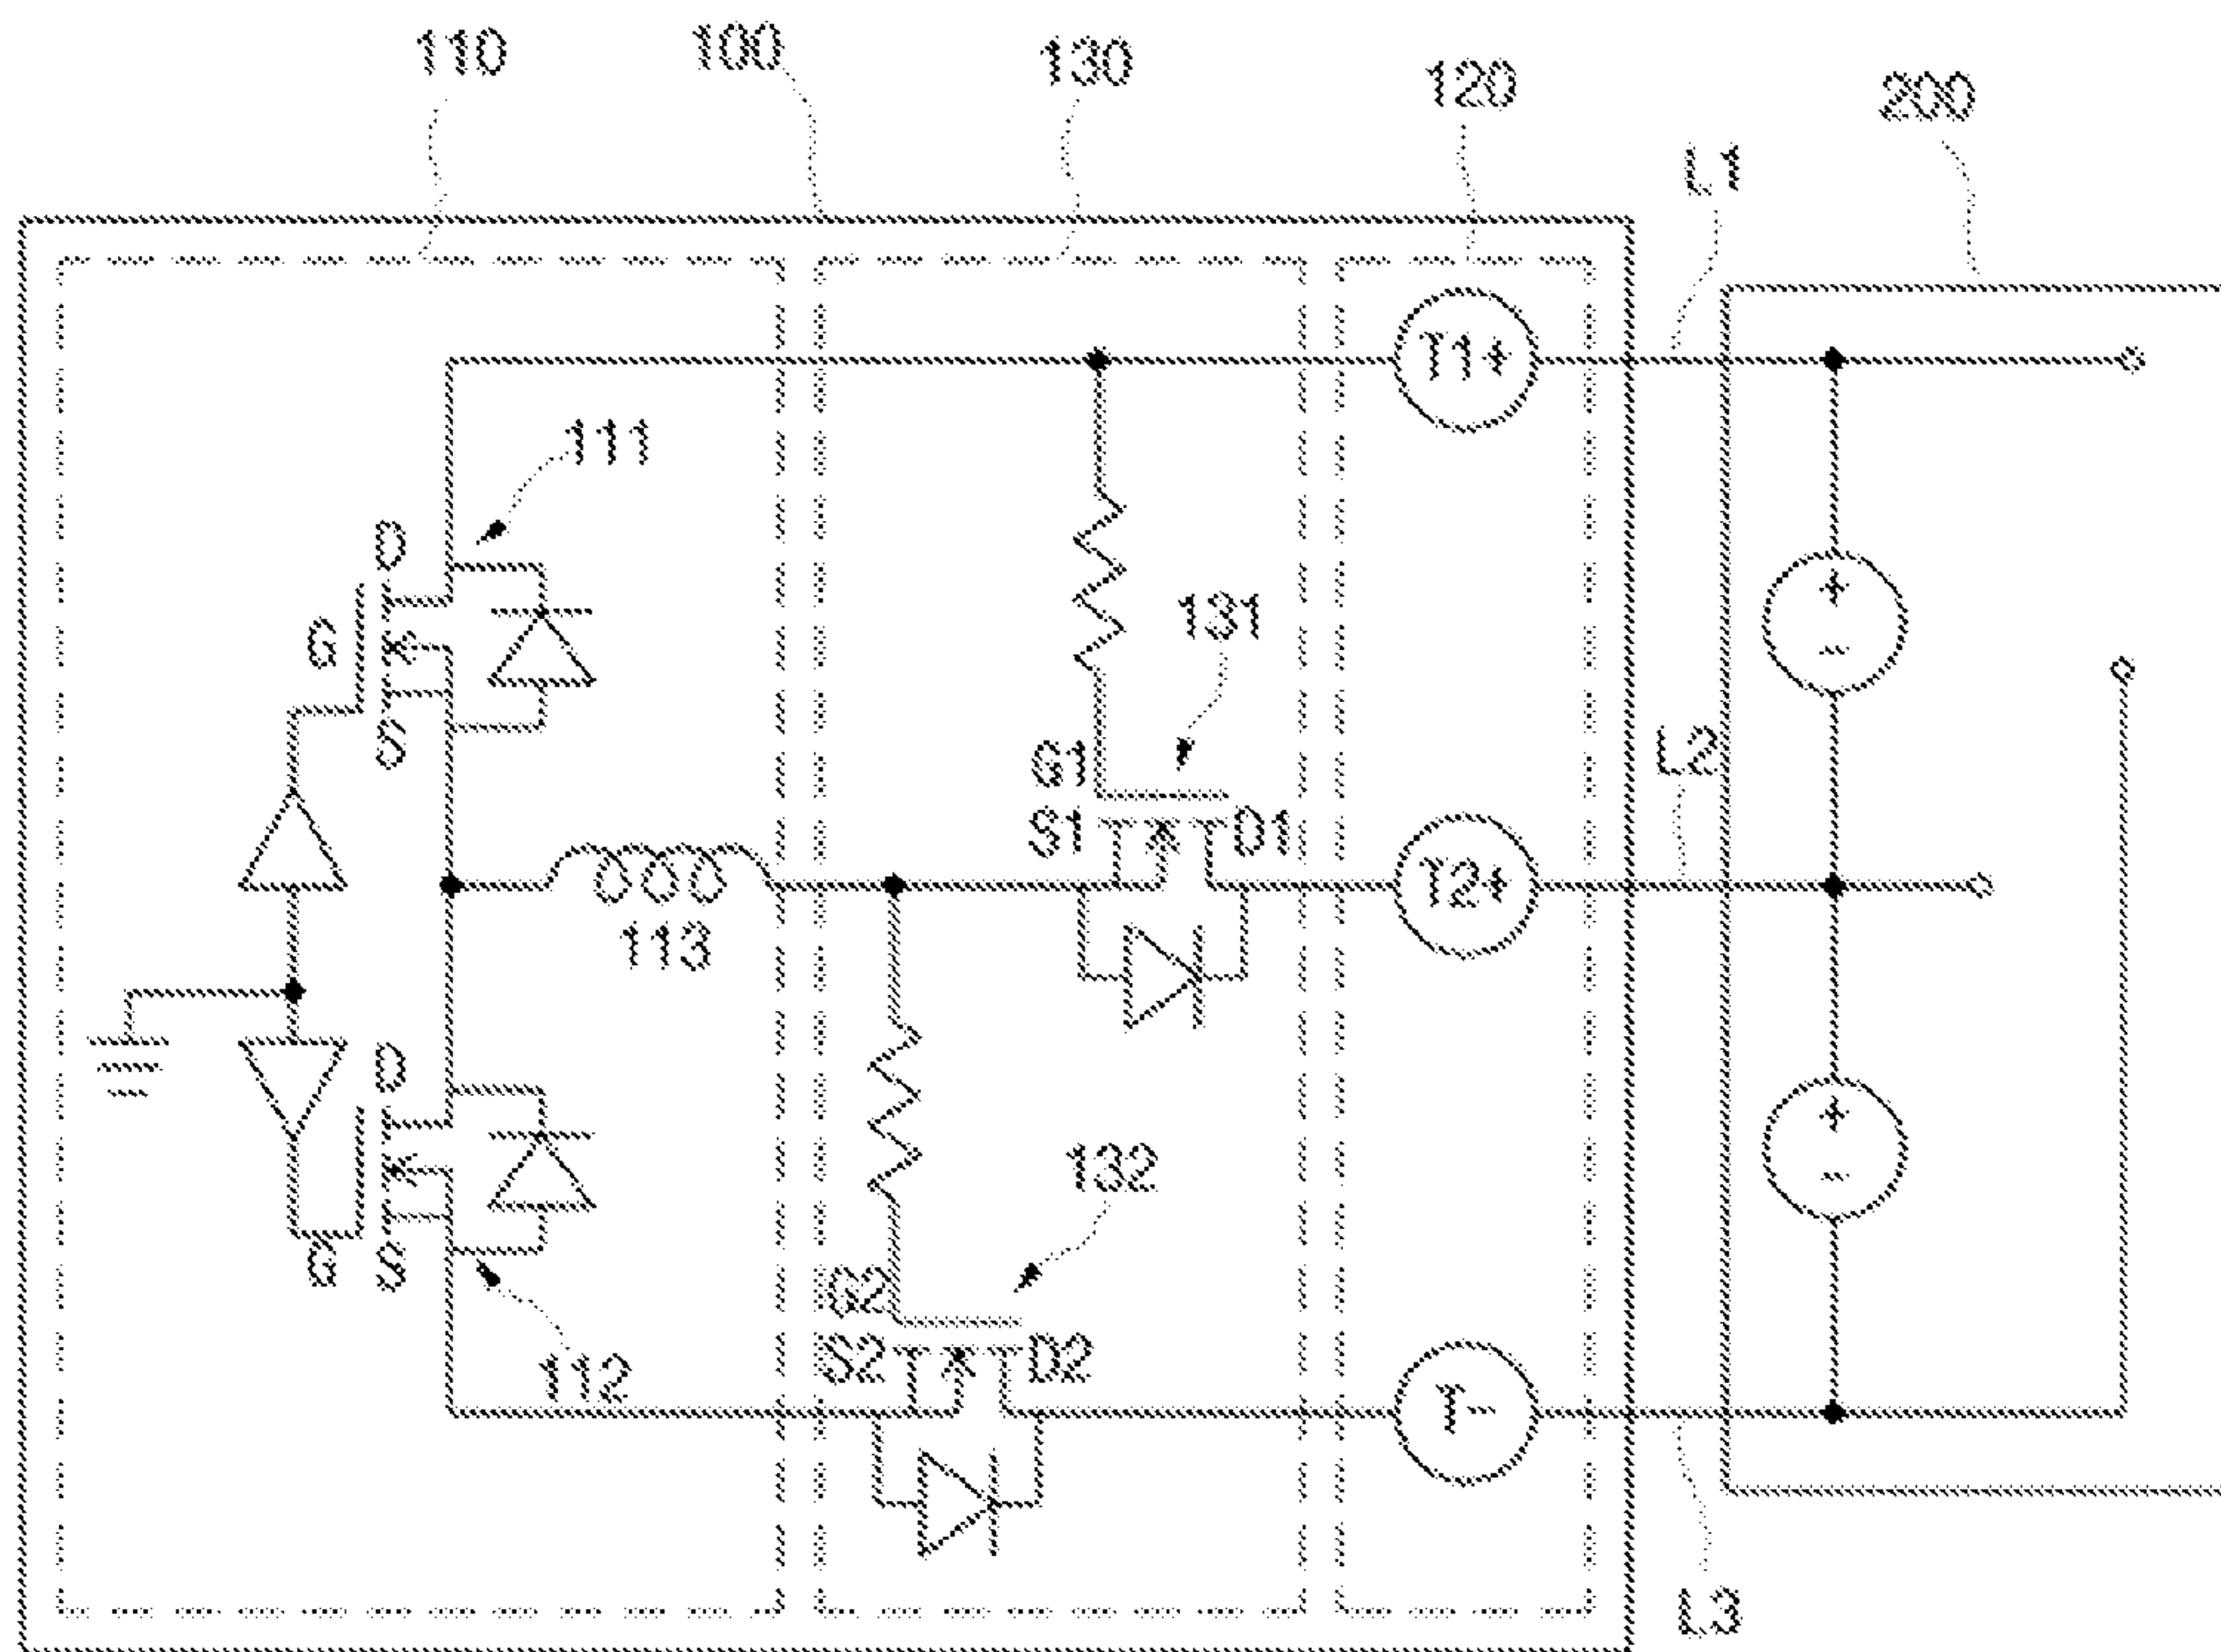 110
100
130
120
200
L1
T1+
111
D
G
S
+
-
131
G1
S1
D1
L2
T2+
113
D
G
S
112
+
-
132
G2
S2
D2
T-
L3